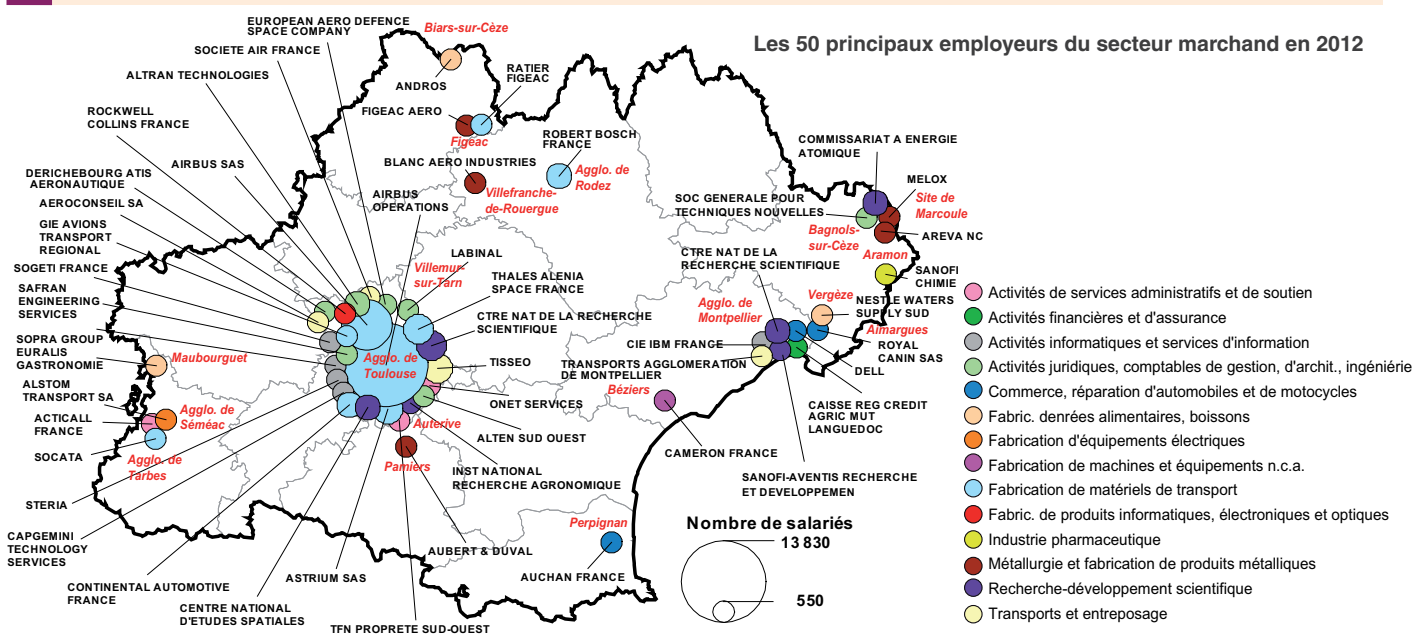 Les 50 principaux employeurs du secteur marchand en 2012
EUROPEAN AERO DEFENCE
SPACE COMPANY
SOCIETE AIR FRANCE
ALTRAN TECHNOLOGIES
ROCKWELL
COLLINS FRANCE
AIRBUS SAS
DERICHEBOURG ATIS
AERONAUTIQUE
AEROCONSEIL SA
GIE AVIONS
TRANSPORT
REGIONAL
SOGETI FRANCE
SAFRAN
ENGINEERING
SERVICES
SOPRA GROUP
EURALIS
GASTRONOMIE
ALSTOM
TRANSPORT SA
ACTICALL
FRANCE
SOCATA
STERIA
CAPGEMINI
TECHNOLOGY
SERVICES
CONTINENTAL AUTOMOTIVE
FRANCE
CENTRE NATIONAL
D'ETUDES SPATIALES
ASTRIUM SAS
TFN PROPRETE SUD-OUEST
Maubourguet
Agglo. de
Séméac
Agglo. de
Tarbes
Biars-sur-Cèze
ANDROS
RATIER
FIGEAC
FIGEAC AERO
Figeac
ROBERT BOSCH
FRANCE
Agglo. de
Rodez
BLANC AERO INDUSTRIES
Villefranche-
de-Rouergue
AIRBUS
OPERATIONS
LABINAL
Villemur-
sur-Tarn
THALES ALENIA
SPACE FRANCE
CTRE NAT DE LA RECHERCHE
SCIENTIFIQUE
Agglo. de
Toulouse
TISSEO
ONET SERVICES
ALTEN SUD OUEST
Auterive
INST NATIONAL
RECHERCHE AGRONOMIQUE
Pamiers
AUBERT & DUVAL
Perpignan
AUCHAN FRANCE
COMMISSARIAT A ENERGIE
ATOMIQUE
MELOX
Site de
Marcoule
SOC GENERALE POUR
TECHNIQUES NOUVELLES
Bagnols-
sur-Cèze
AREVA NC
Aramon
SANOFI
CHIMIE
CTRE NAT DE LA
RECHERCHE SCIENTIFIQUE
Agglo. de
Montpellier
Vergèze
NESTLE WATERS
SUPPLY SUD
Aimargues
ROYAL
CANIN SAS
CIE IBM FRANCE
DELL
TRANSPORTS AGGLOMERATION
DE MONTPELLIER
Béziers
CAISSE REG CREDIT
AGRIC MUT
LANGUEDOC
CAMERON FRANCE
SANOFI-AVENTIS RECHERCHE
ET DEVELOPPEMEN
Nombre de salariés
13 830
550
Activités de services administratifs et de soutien
Activités financières et d'assurance
Activités informatiques et services d'information
Activités juridiques, comptables de gestion, d'archit., ingéniérie
Commerce, réparation d'automobiles et de motocycles
Fabric. denrées alimentaires, boissons
Fabrication d'équipements électriques
Fabrication de machines et équipements n.c.a.
Fabrication de matériels de transport
Fabric. de produits informatiques, électroniques et optiques
Industrie pharmaceutique
Métallurgie et fabrication de produits métalliques
Recherche-développement scientifique
Transports et entreposage